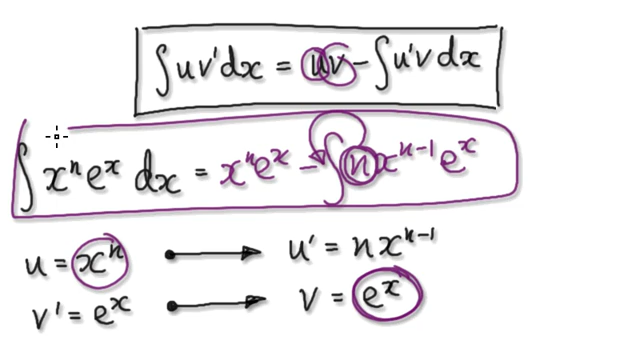 ∫uv'dx = uv - ∫u'v dx
∫xⁿeˣ dx = xⁿeˣ - ∫nxⁿ⁻¹eˣ
u = xⁿ → u' = nxⁿ⁻¹
v' = eˣ → v = eˣ